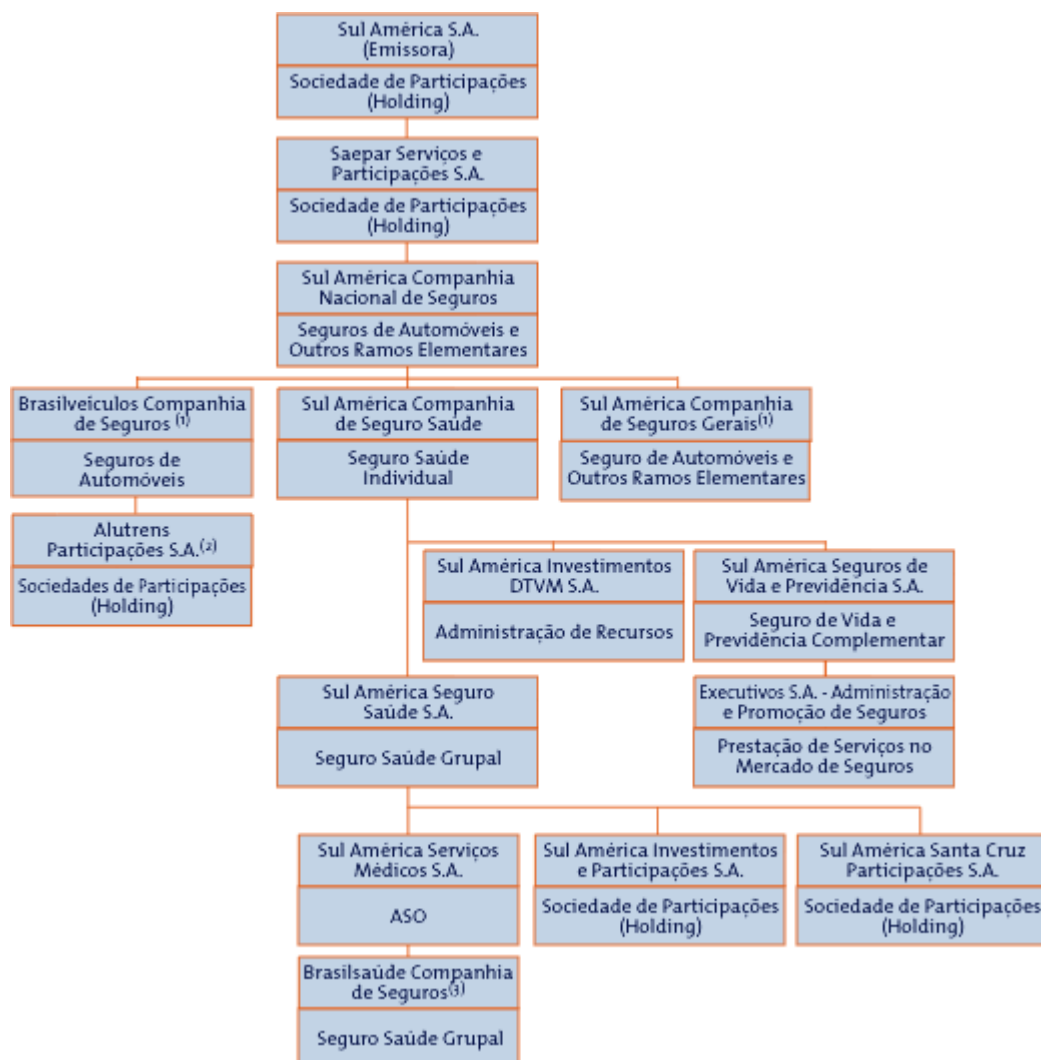 Sul América S.A.
(Emissora)
Sociedade de Participações
(Holding)
Saepar Serviços e
Participações S.A.
Sociedade de Participações
(Holding)
Sul América Companhia
Nacional de Seguros
Seguros de Automóveis e
Outros Ramos Elementares
Brasilveículos Companhia
de Seguros (1)
Seguros de
Automóveis
Sul América Companhia
de Seguro Saúde
Seguro Saúde
Individual
Sul América Companhia
de Seguros Gerais(1)
Seguro de Automóveis e
Outros Ramos Elementares
Alutrens
Participações S.A.(2)
Sociedades de Participações
(Holding)
Sul América Investimentos
DTVM S.A.
Administração de Recursos
Sul América Seguros de
Vida e Previdência S.A.
Seguro de Vida e
Previdência Complementar
Sul América Seguro
Saúde S.A.
Seguro Saúde Grupal
Executivos S.A. - Administração
e Promoção de Seguros
Prestação de Serviços no
Mercado de Seguros
Sul América Serviços
Médicos S.A.
ASO
Sul América Investimentos
e Participações S.A.
Sociedade de Participações
(Holding)
Sul América Santa Cruz
Participações S.A.
Sociedade de Participações
(Holding)
Brasilsaúde Companhia
de Seguros(3)
Seguro Saúde Grupal